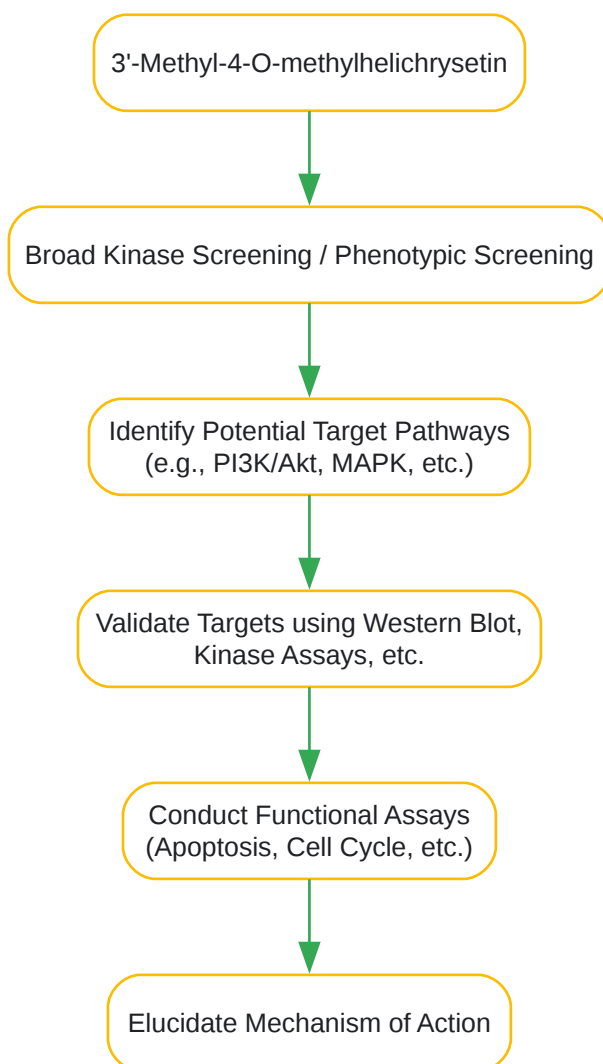 3'-Methyl-4-O-methylhelichrysetin
Broad Kinase Screening / Phenotypic Screening
Identify Potential Target Pathways
(e.g., PI3K/Akt, MAPK, etc.)
Validate Targets using Western Blot,
Kinase Assays, etc.
Conduct Functional Assays
(Apoptosis, Cell Cycle, etc.)
Elucidate Mechanism of Action